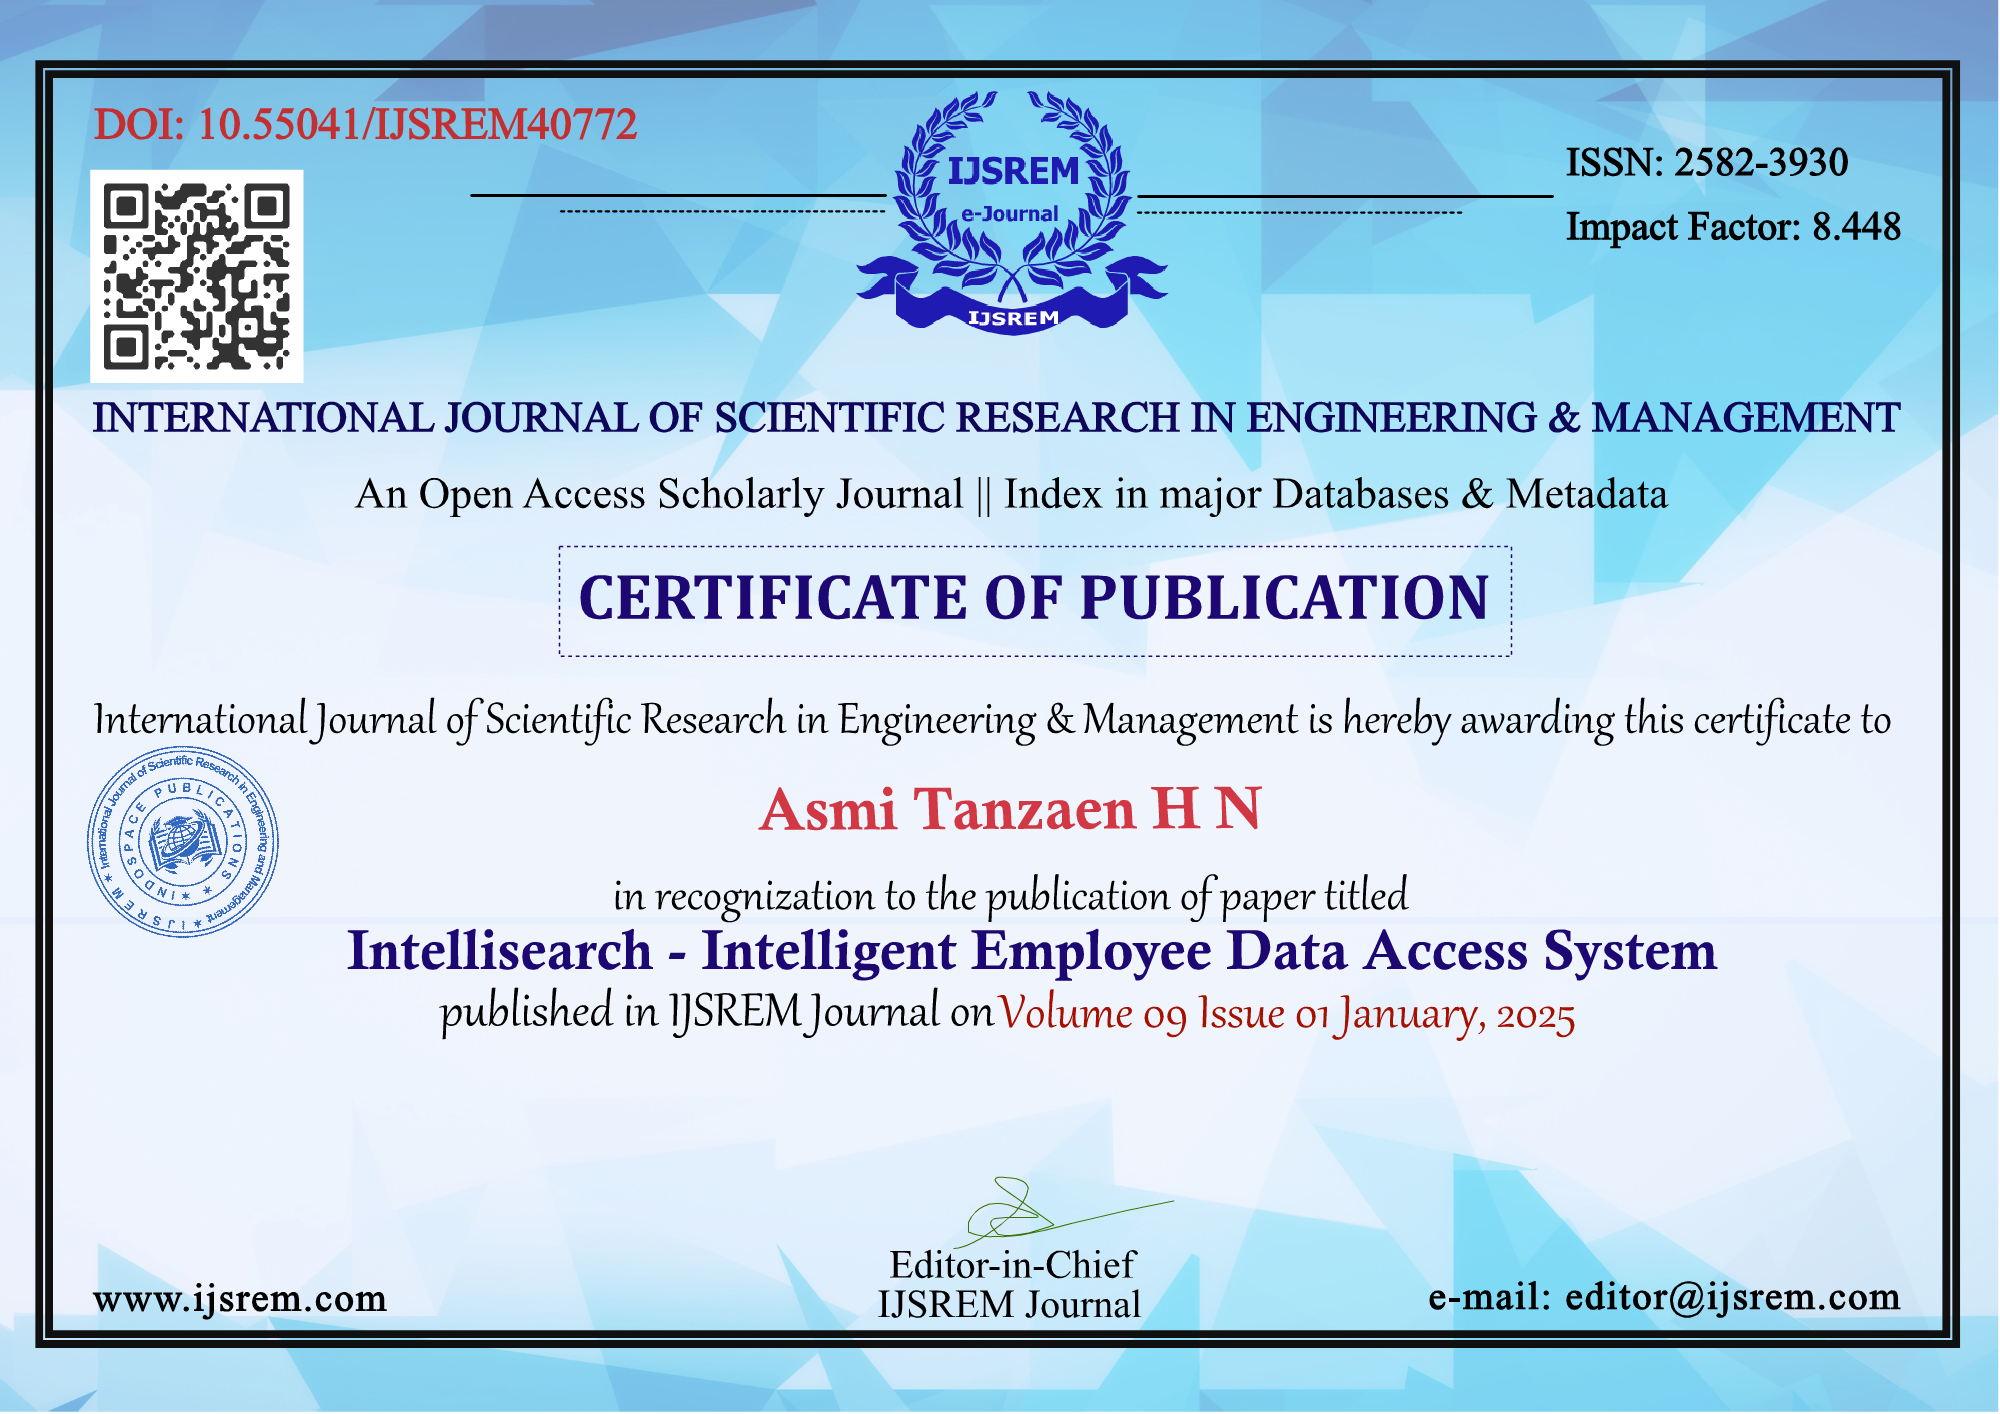 DOI: 10.55041/IJSREM40772
IJSREM
e-Journal
IJSREM
ISSN: 2582-3930
Impact Factor: 8.448
INTERNATIONAL JOURNAL OF SCIENTIFIC RESEARCH IN ENGINEERING & MANAGEMENT
An Open Access Scholarly Journal || Index in major Databases & Metadata
CERTIFICATE OF PUBLICATION
International Journal of Scientific Research in Engineering & Management is hereby awarding this certificate to
International Journal of Scientific Research in Engineering and Management ★ IJSREM ★
INDOSPACE PUBLICATIONS ★ ★
Asmi Tanzaen H N
in recognization to the publication of paper titled
Intellisearch - Intelligent Employee Data Access System
published in IJSREM Journal on Volume 09 Issue 01 January, 2025
Editor-in-Chief
IJSREM Journal
www.ijsrem.com
e-mail: editor@ijsrem.com